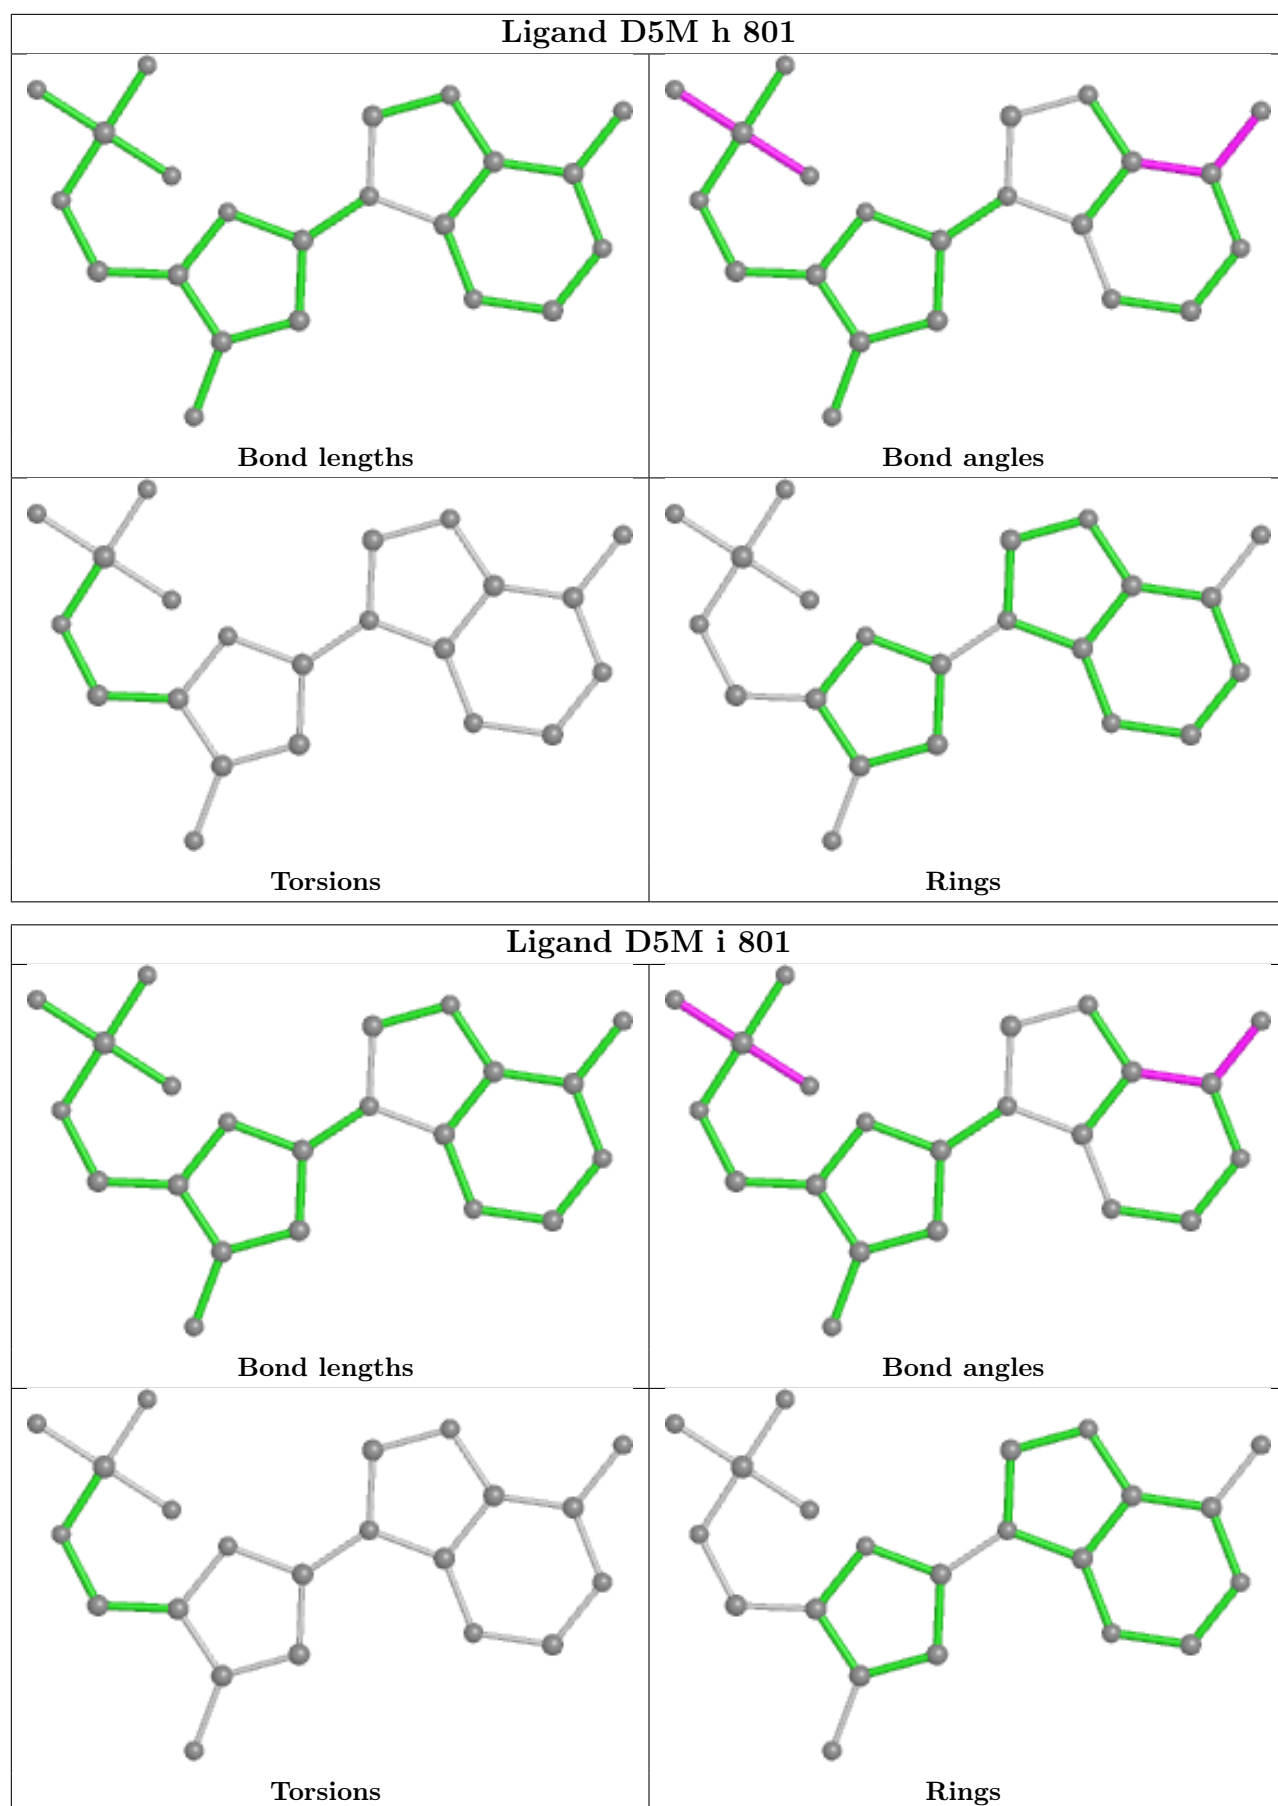 Ligand D5M h 801
Bond lengths
Bond angles
Torsions
Rings
Ligand D5M i 801
Bond lengths
Bond angles
Torsions
Rings